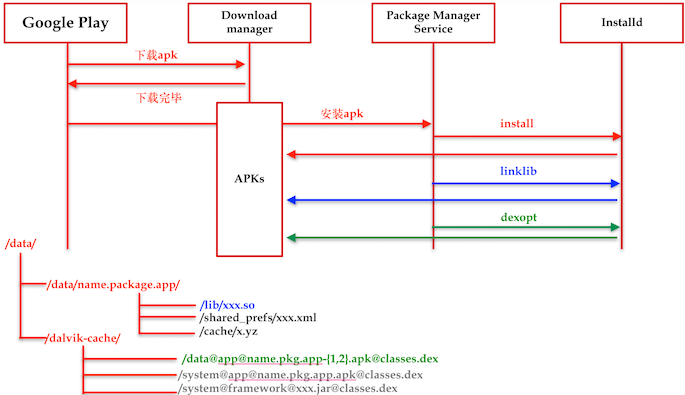 Google Play
Download
manager
Package Manager
Service
Installd
下载apk
下载完毕
安装apk
install
APKs
linklib
dexopt
/data/
/data/name.package.app/
/lib/xxx.so
/shared_prefs/xxx.xml
/cache/x.yz
/dalvik-cache/
/data@app@name.pkg.app-{1,2}.apk@classes.dex
/system@app@name.pkg.app.apk@classes.dex
/system@framework@xxx.jar@classes.dex